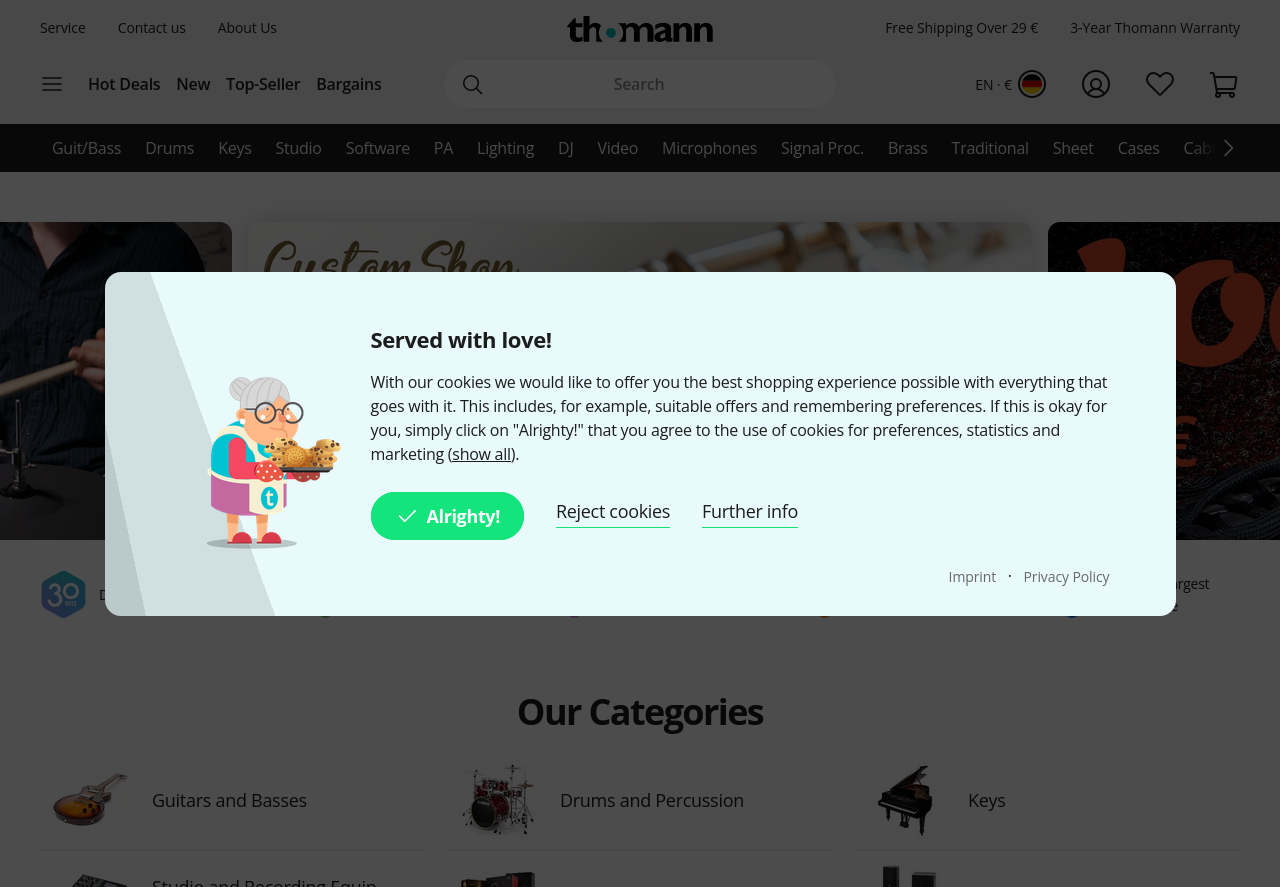 Service Contact us About Us
thomann
Free Shipping Over 29 € 3-Year Thomann Warranty
Hot Deals New Top-Seller Bargains
Search
EN · €
Guit/Bass Drums Keys Studio Software PA Lighting DJ Video Microphones Signal Proc. Brass Traditional Sheet Cases
Custom Shop
€
Served with love!
With our cookies we would like to offer you the best shopping experience possible with everything that
goes with it. This includes, for example, suitable offers and remembering preferences. If this is okay for
you, simply click on "Alrighty!" that you agree to the use of cookies for preferences, statistics and
marketing (show all).
t
Alrighty! Reject cookies Further info
Imprint · Privacy Policy
30
DAYS
Our Categories
Guitars and Basses
Drums and Percussion
Keys
Studio and Recording Equip